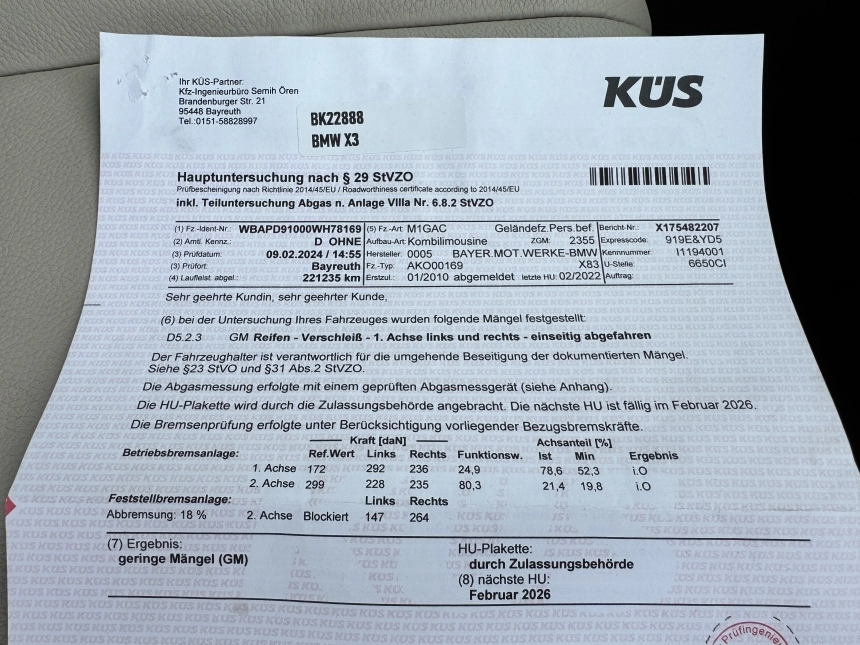 Ihr KÜS-Partner:
Kfz-Ingenieurbüro Semih Ören
Brandenburger Str. 21
95448 Bayreuth
Tel.:0151-58828997
BK22888
BMW X3
KÜS
Hauptuntersuchung nach § 29 StVZO
Prüfbescheinigung nach Richtlinie 2014/45/EU / Roadworthiness certificate according to 2014/45/EU
inkl. Teiluntersuchung Abgas n. Anlage VIIIa Nr. 6.8.2 StVZO
(1) Fz.-Ident-Nr.: WBAPD91000WH78169 (5) Fz.-Art: M1GAC Geländefz.Pers.bef. Bericht-Nr.: X175482207
(2) Amtl. Kennz.: D OHNE Aufbau-Art: Kombilimousine ZGM: 2355 Expresscode: 919E&YD5
(3) Prüfdatum: 09.02.2024 / 14:55 Hersteller: 0005 BAYER.MOT.WERKE-BMW Kennnummer I1194001
(3) Prüfort: Bayreuth Fz.-Typ: AKO00169 X83 U-Stelle: 6650CI
(4) Laufleist. abgel.: 221235 km Erstzul.: 01/2010 abgemeldet letzte HU: 02/2022 Auftrag:
Sehr geehrte Kundin, sehr geehrter Kunde,
(6) bei der Untersuchung Ihres Fahrzeuges wurden folgende Mängel festgestellt:
D5.2.3 GM Reifen - Verschleiß - 1. Achse links und rechts - einseitig abgefahren
Der Fahrzeughalter ist verantwortlich für die umgehende Beseitigung der dokumentierten Mängel.
Siehe §23 StVO und §31 Abs.2 StVZO.
Die Abgasmessung erfolgte mit einem geprüften Abgasmessgerät (siehe Anhang).
Die HU-Plakette wird durch die Zulassungsbehörde angebracht. Die nächste HU ist fällig im Februar 2026.
Die Bremsenprüfung erfolgte unter Berücksichtigung vorliegender Bezugsbremskräfte.
Kraft [daN] Achsanteil [%]
Betriebsbremsanlage: Ref.Wert Links Rechts Funktionsw. Ist Min Ergebnis
1. Achse 172 292 236 24,9 78,6 52,3 i.O
2. Achse 299 228 235 80,3 21,4 19,8 i.O
Feststellbremsanlage: Links Rechts
Abbremsung: 18 % 2. Achse Blockiert 147 264
(7) Ergebnis:
geringe Mängel (GM)
HU-Plakette:
durch Zulassungsbehörde
(8) nächste HU:
Februar 2026
Prüfingenieur